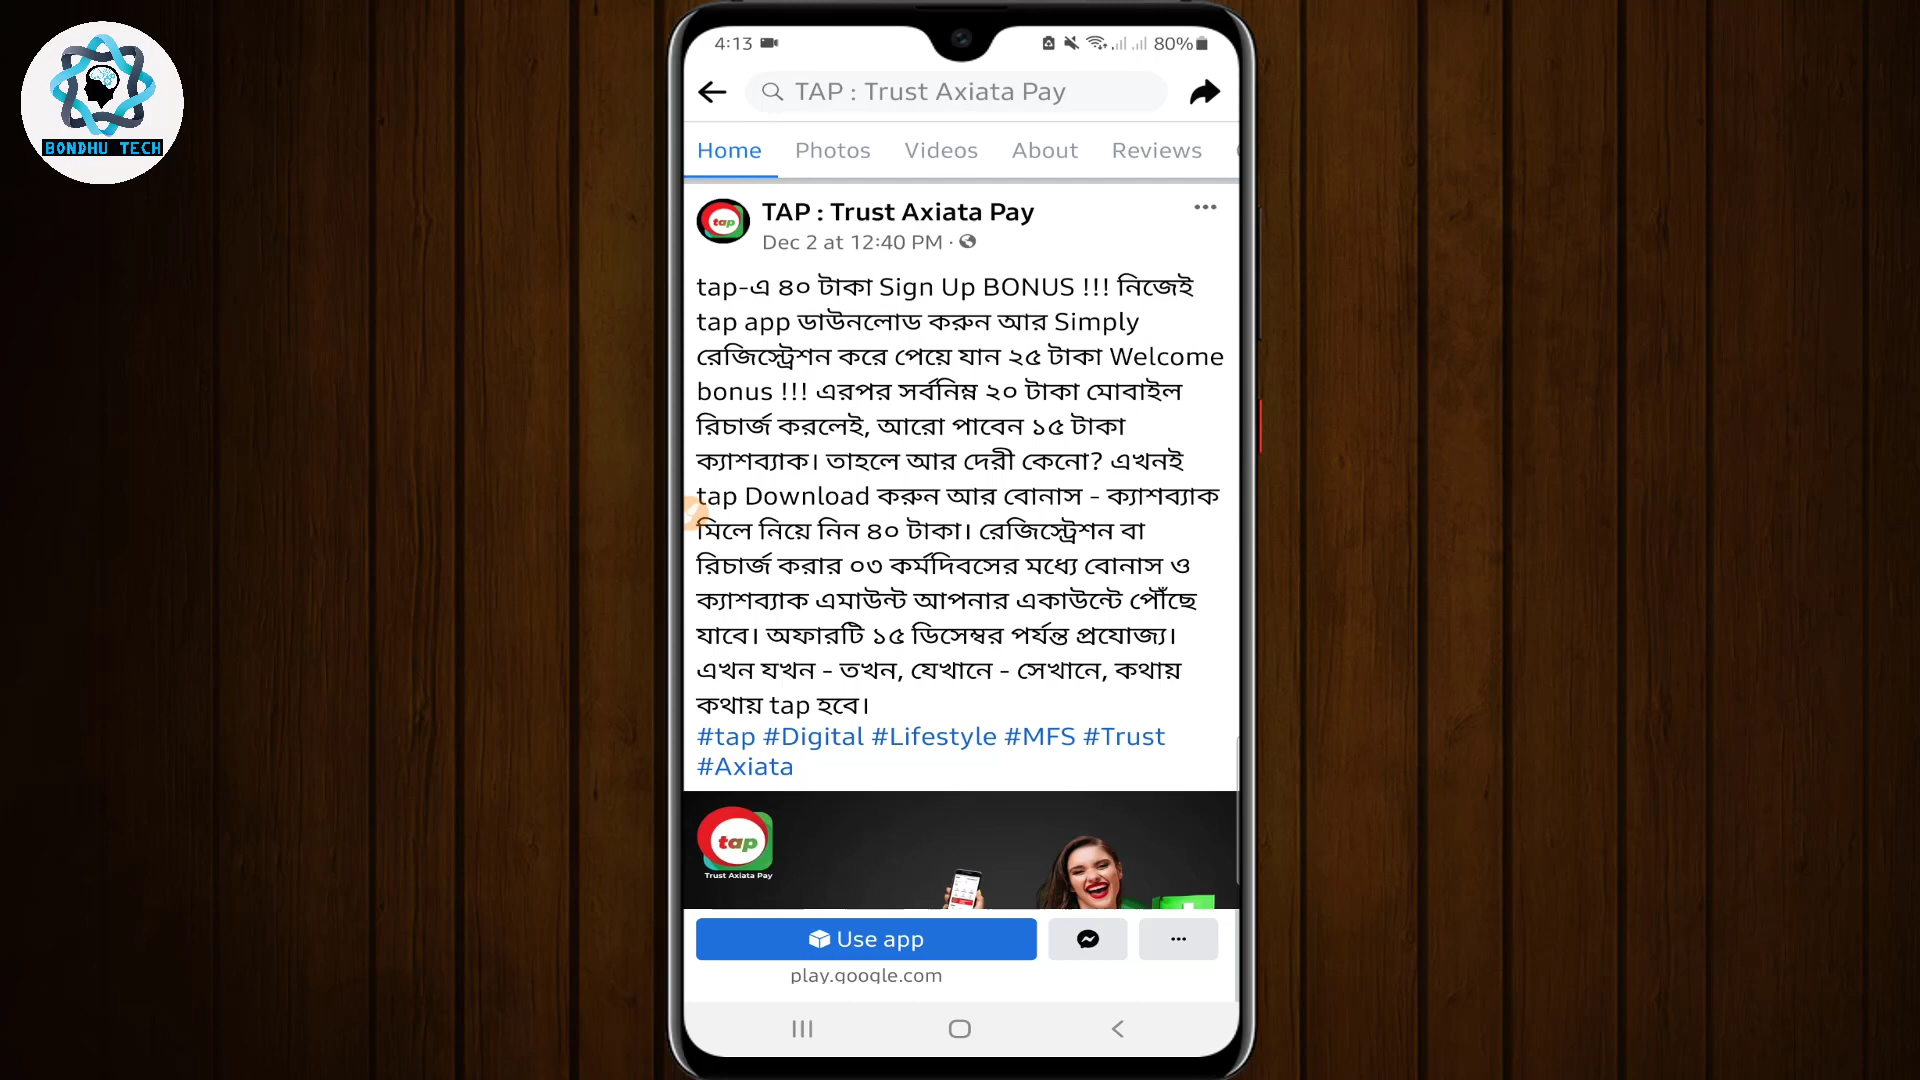 BONDHU TECH
4:13
80%
TAP : Trust Axiata Pay
Home Photos Videos About Reviews
TAP : Trust Axiata Pay
Dec 2 at 12:40 PM ·
tap-এ ৪০ টাকা Sign Up BONUS !!! নিজেই
tap app ডাউনলোড করুন আর Simply
রেজিস্ট্রেশন করে পেয়ে যান ২৫ টাকা Welcome
bonus !!! এরপর সর্বনিম্ন ২০ টাকা মোবাইল
রিচার্জ করলেই, আরো পাবেন ১৫ টাকা
ক্যাশব্যাক। তাহলে আর দেরী কেনো? এখনই
tap Download করুন আর বোনাস - ক্যাশব্যাক
মিলে নিয়ে নিন ৪০ টাকা। রেজিস্ট্রেশন বা
রিচার্জ করার ০৩ কর্মদিবসের মধ্যে বোনাস ও
ক্যাশব্যাক এমাউন্ট আপনার একাউন্টে পৌঁছে
যাবে। অফারটি ১৫ ডিসেম্বর পর্যন্ত প্রযোজ্য।
এখন যখন - তখন, যেখানে - সেখানে, কথায়
কথায় tap হবে।
#tap #Digital #Lifestyle #MFS #Trust
#Axiata
tap
Trust Axiata Pay
Use app
play.google.com